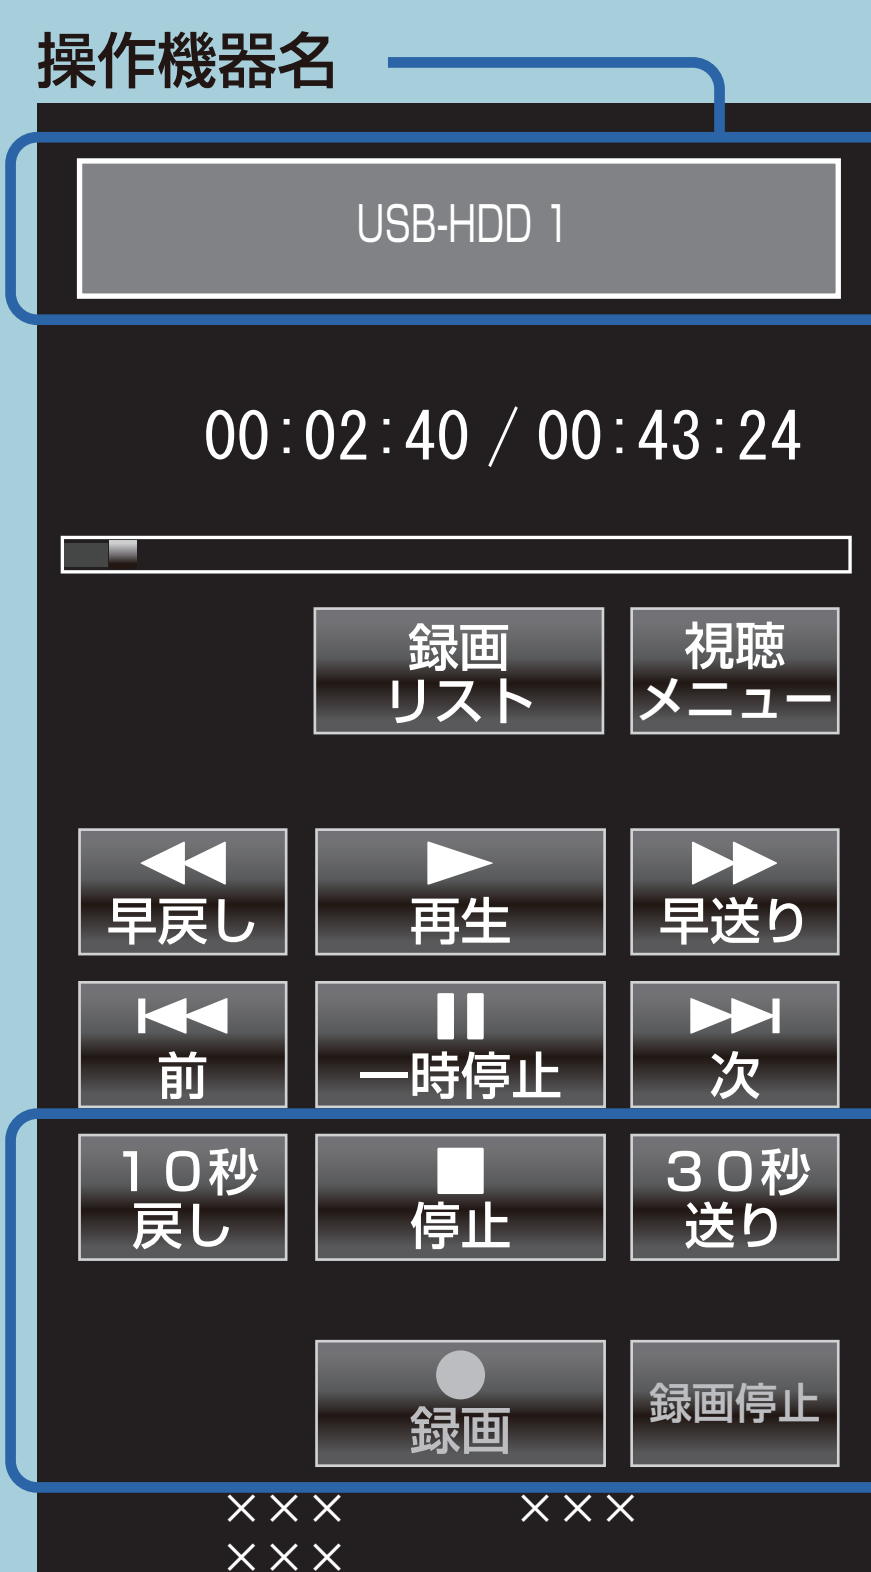 操作機器名
USB-HDD 1
00:02:40 / 00:43:24
録画
リスト
視聴
メニュー
早戻し
再生
早送り
前
一時停止
次
１０秒
戻し
停止
３０秒
送り
録画
録画停止
××× ×××
×××